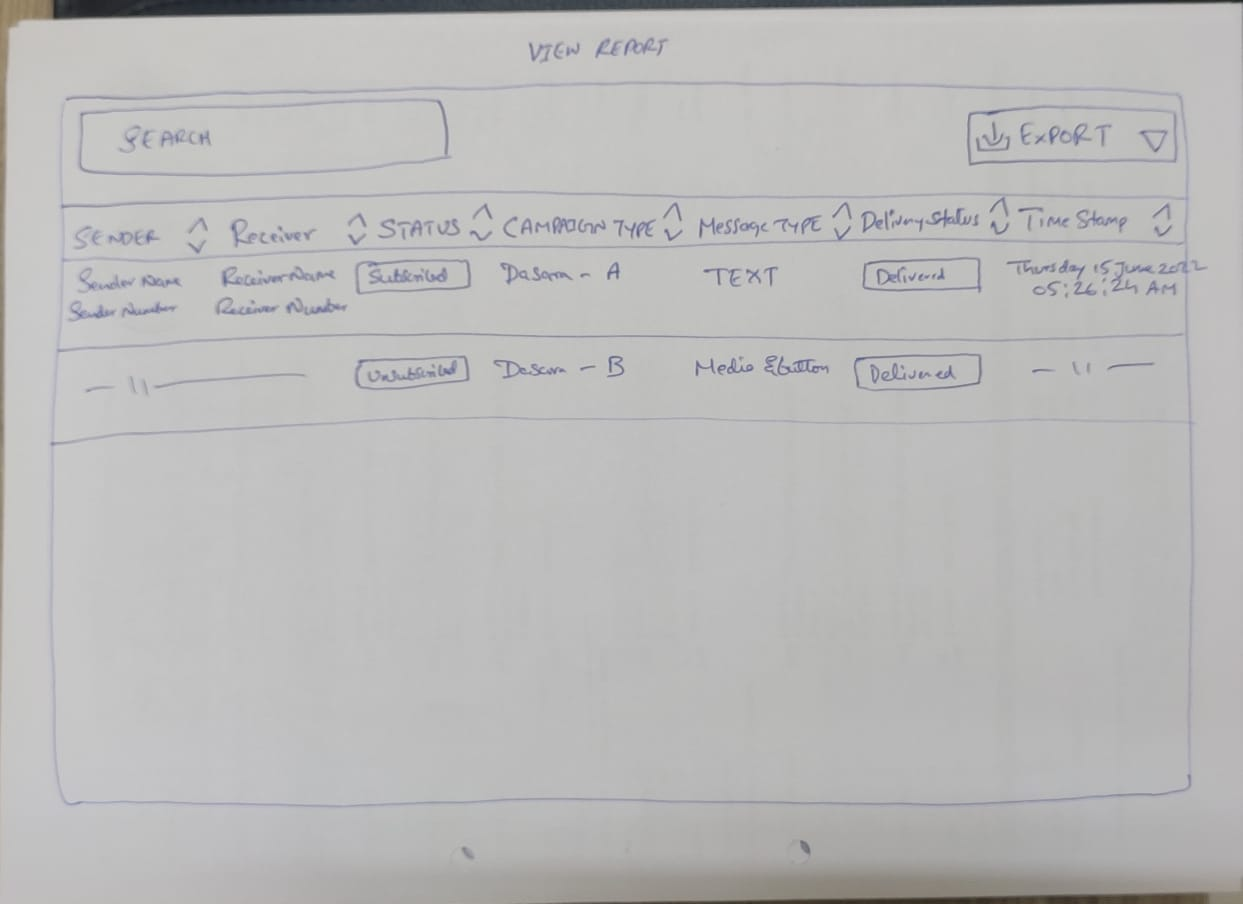 VIEW REPORT
SEARCH
EXPORT
SENDER Receiver STATUS CAMPAIGN TYPE Message TYPE Delivery Status Time Stamp
Sender Name Receiver Name Subscribed Dasara - A TEXT Delivered Thursday 15 June 2022
Sender Number Receiver Number 05:26:24 AM
— 11 — Unsubscribed Dasara - B Media & button Delivered — 11 —